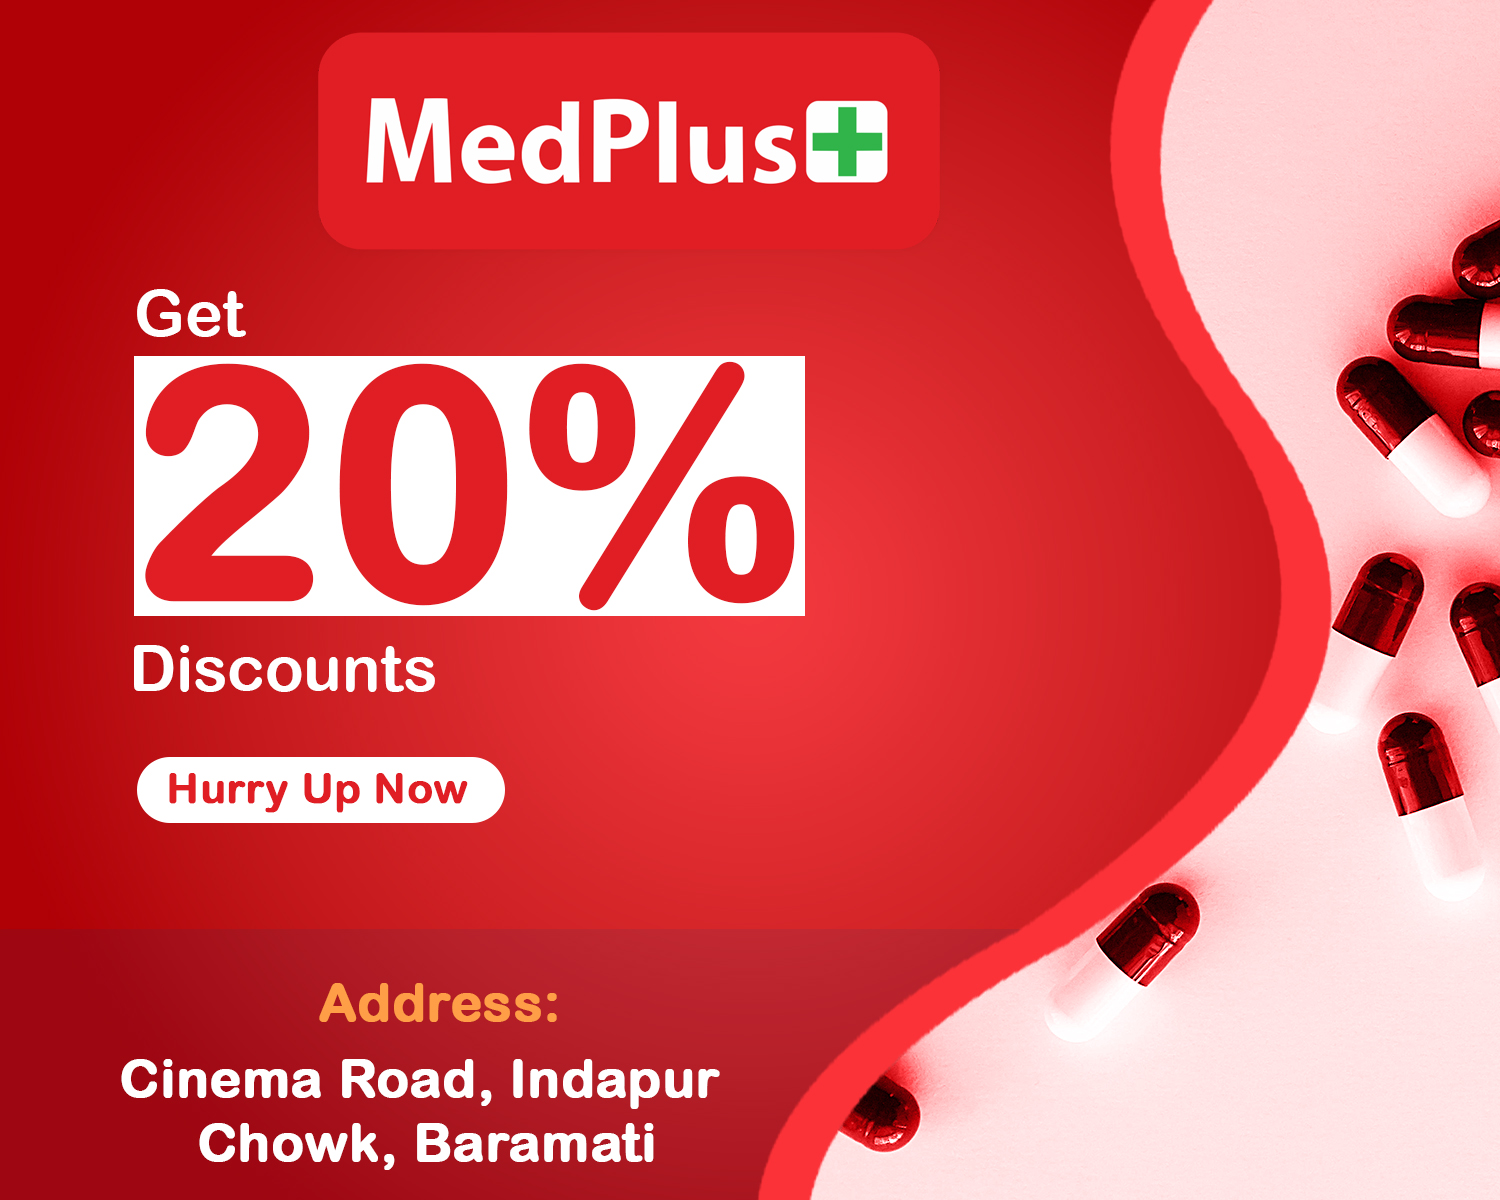 MedPlus
Get
20%
Discounts
Hurry Up Now
Address:
Cinema Road, Indapur
Chowk, Baramati